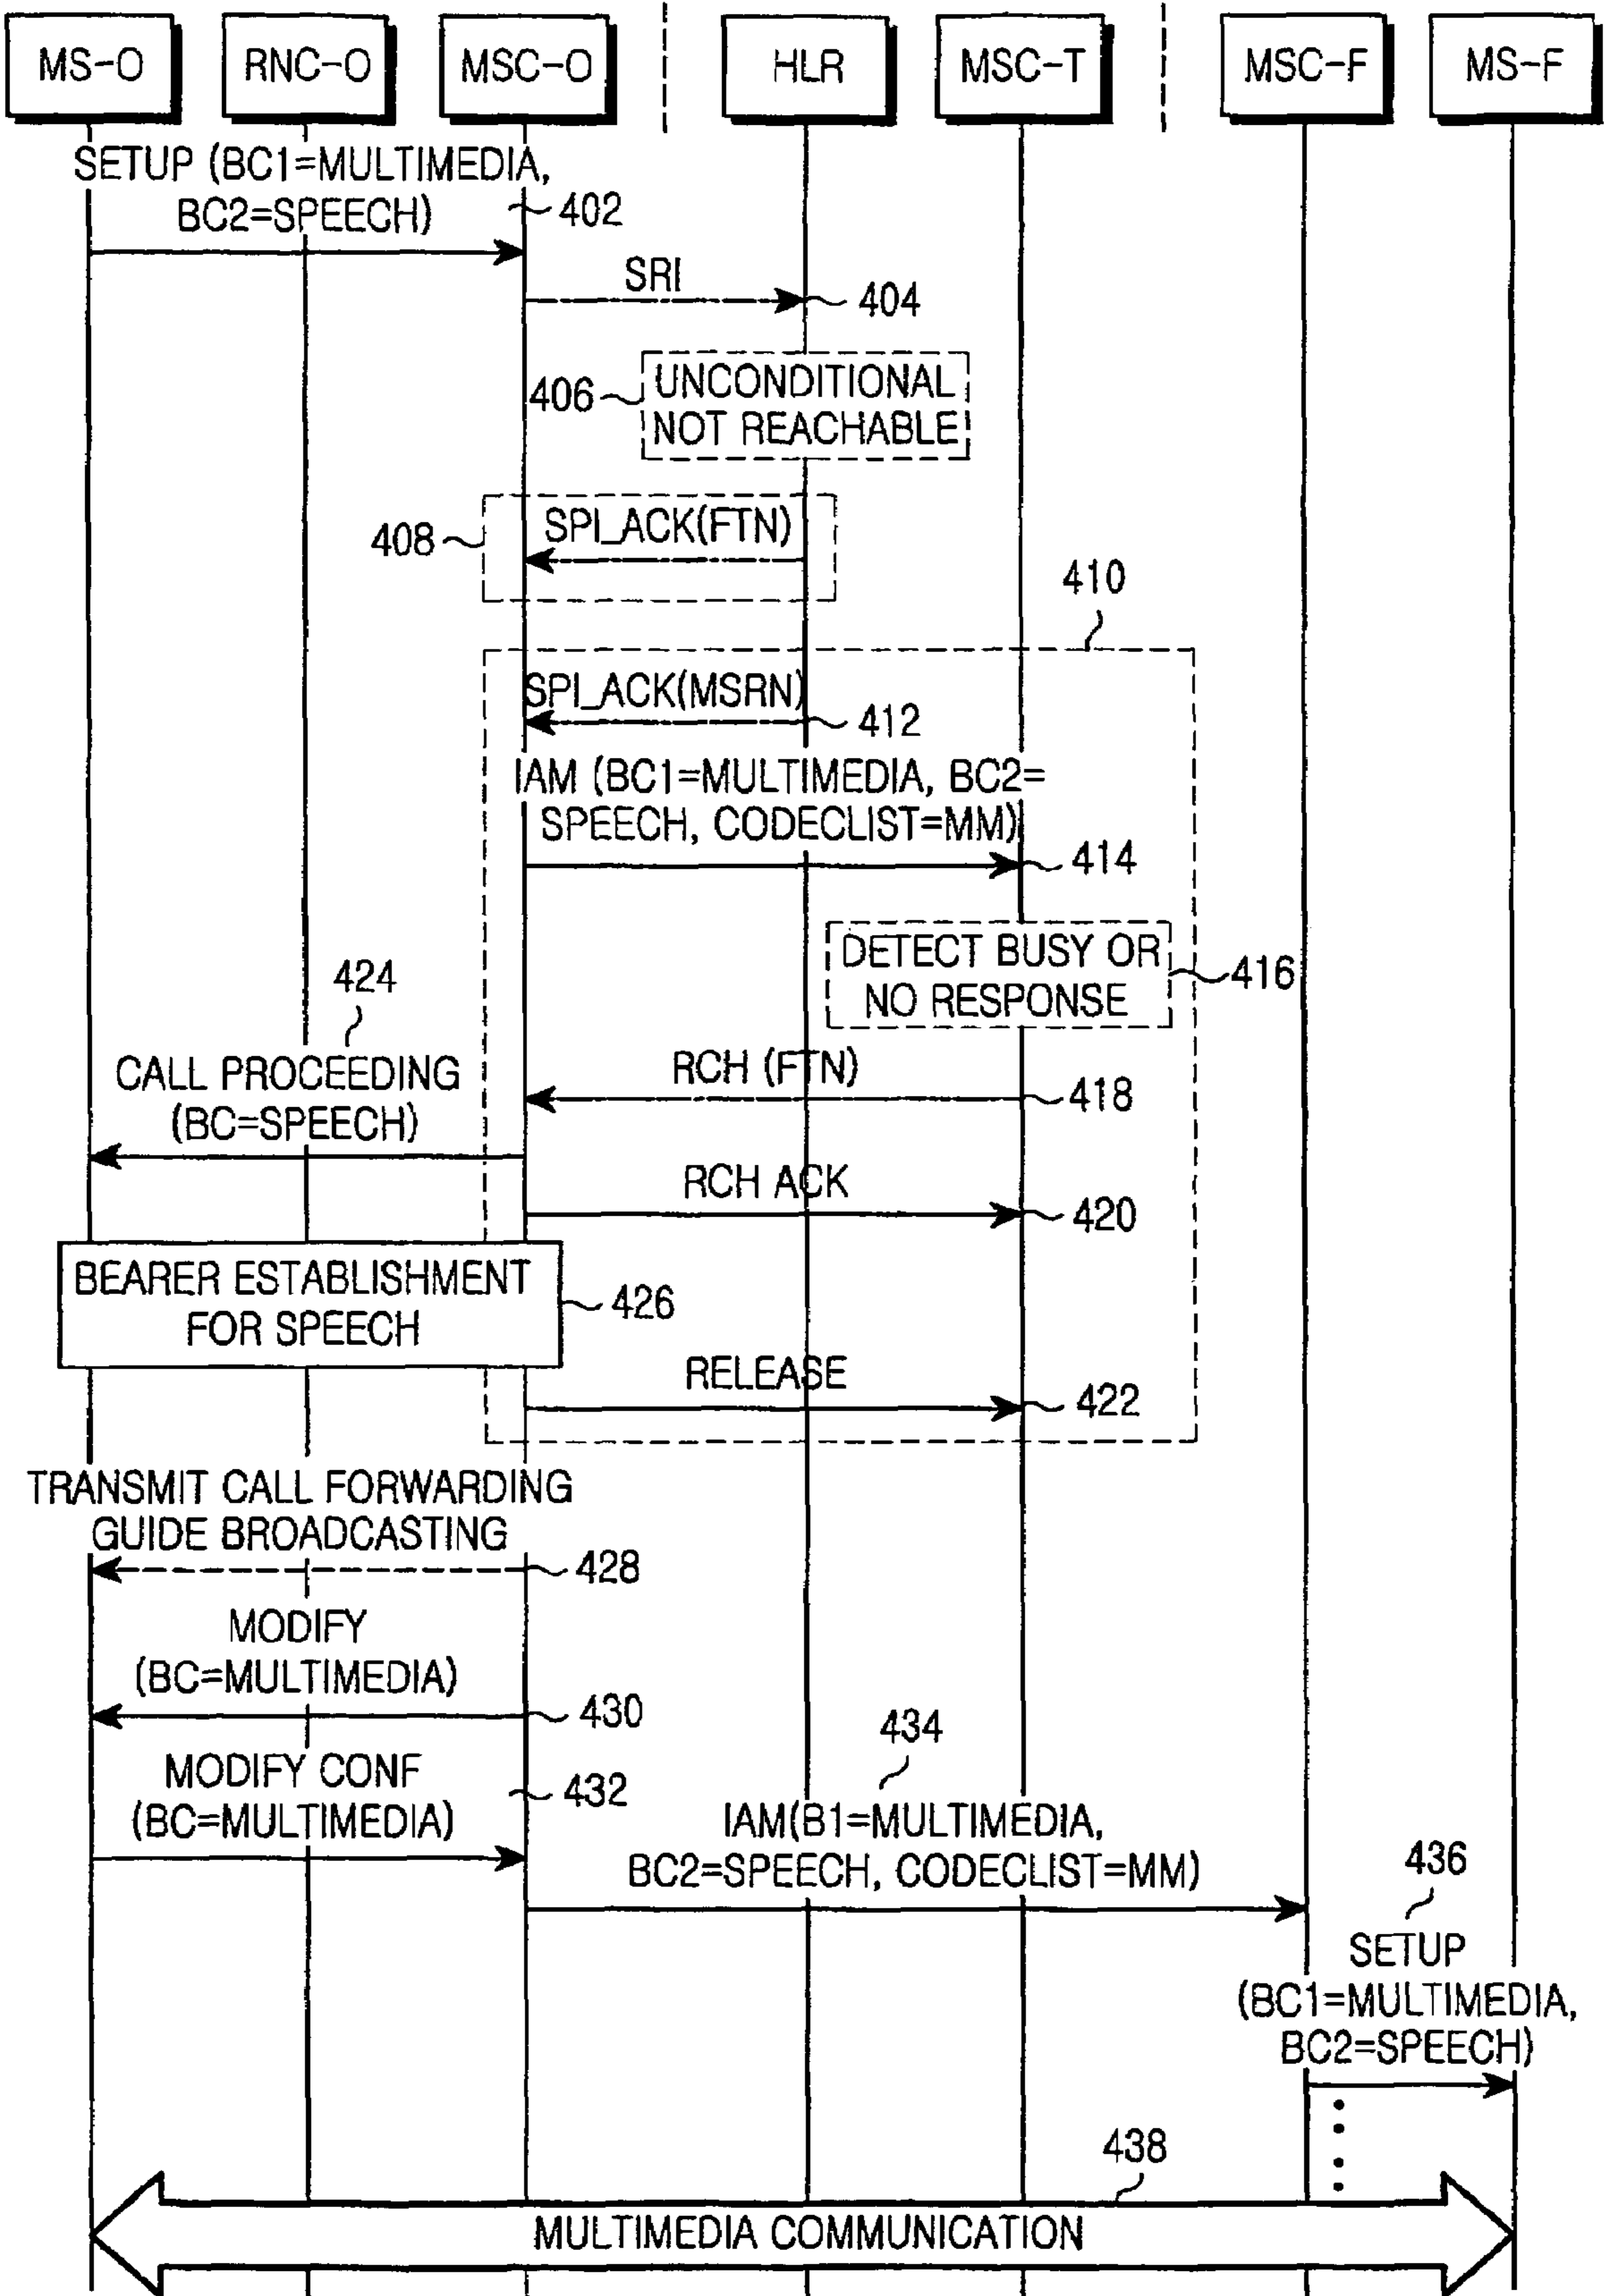 MS-O
RNC-O
MSC-O
HLR
MSC-T
MSC-F
MS-F
SETUP (BC1=MULTIMEDIA,
BC2=SPEECH)
402
SRI
404
406
UNCONDITIONAL
NOT REACHABLE
408
SPI_ACK(FTN)
410
SPI_ACK(MSRN)
412
IAM (BC1=MULTIMEDIA, BC2=
SPEECH, CODECLIST=MM)
414
DETECT BUSY OR
NO RESPONSE
416
424
CALL PROCEEDING
(BC=SPEECH)
RCH (FTN)
418
RCH ACK
420
BEARER ESTABLISHMENT
FOR SPEECH
426
RELEASE
422
TRANSMIT CALL FORWARDING
GUIDE BROADCASTING
428
MODIFY
(BC=MULTIMEDIA)
430
MODIFY CONF
(BC=MULTIMEDIA)
432
434
IAM(B1=MULTIMEDIA,
BC2=SPEECH, CODECLIST=MM)
436
SETUP
(BC1=MULTIMEDIA,
BC2=SPEECH)
438
MULTIMEDIA COMMUNICATION